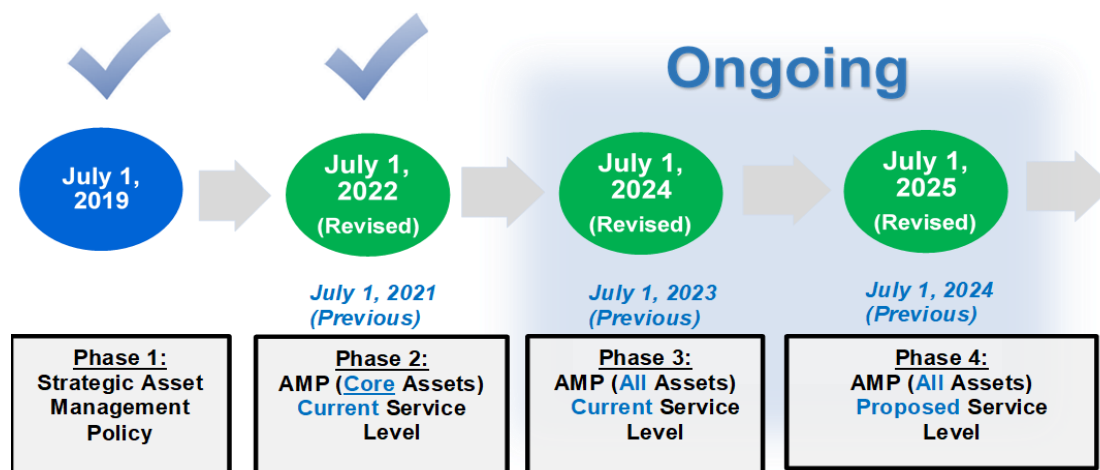 Ongoing
July 1,
2019
July 1,
2022
(Revised)
July 1,
2024
(Revised)
July 1,
2025
(Revised)
July 1, 2021
(Previous)
July 1, 2023
(Previous)
July 1, 2024
(Previous)
Phase 1:
Strategic Asset
Management
Policy
Phase 2:
AMP (Core Assets)
Current Service
Level
Phase 3:
AMP (All Assets)
Current Service
Level
Phase 4:
AMP (All Assets)
Proposed Service
Level